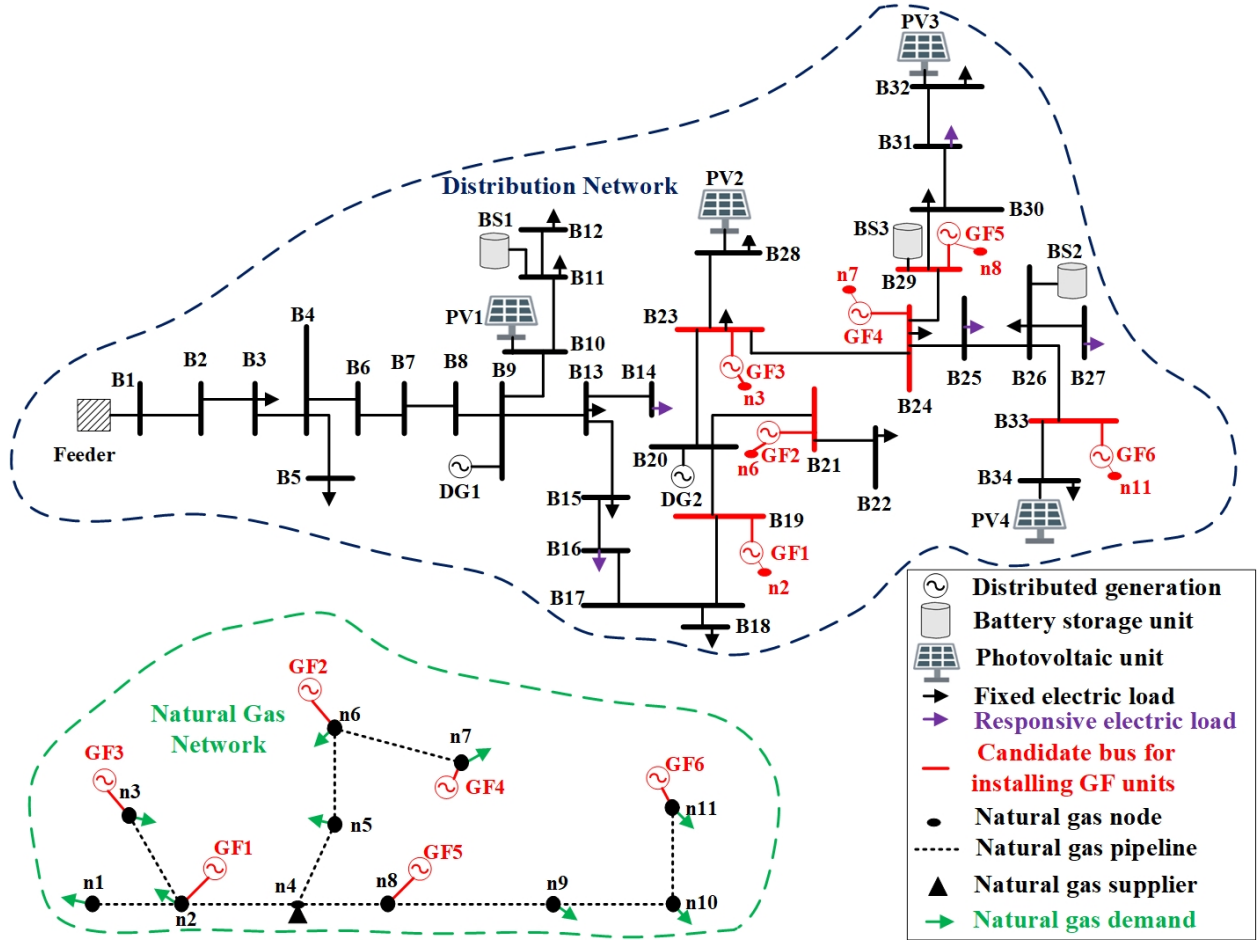 PV3
B32
B31
Distribution Network
PV2
BS1
B12
B11
B28
BS3
GF5
B30
n8
BS2
B29
n7
B4
PV1
B10
B23
GF4
B1
B2
B3
B6
B7
B8
B9
B13
B14
GF3
n3
B24
B25
B26
B27
Feeder
B5
DG1
B20
DG2
GF2
n6
B21
B22
B33
GF6
n11
B34
PV4
B15
B16
B19
GF1
n2
B17
B18
Distributed generation
Battery storage unit
Photovoltaic unit
Fixed electric load
Responsive electric load
Candidate bus for
installing GF units
Natural gas node
Natural gas pipeline
Natural gas supplier
Natural gas demand
Natural Gas
Network
GF2
n6
n7
GF4
GF3
n3
n5
GF6
n11
GF1
GF5
n1
n2
n4
n8
n9
n10